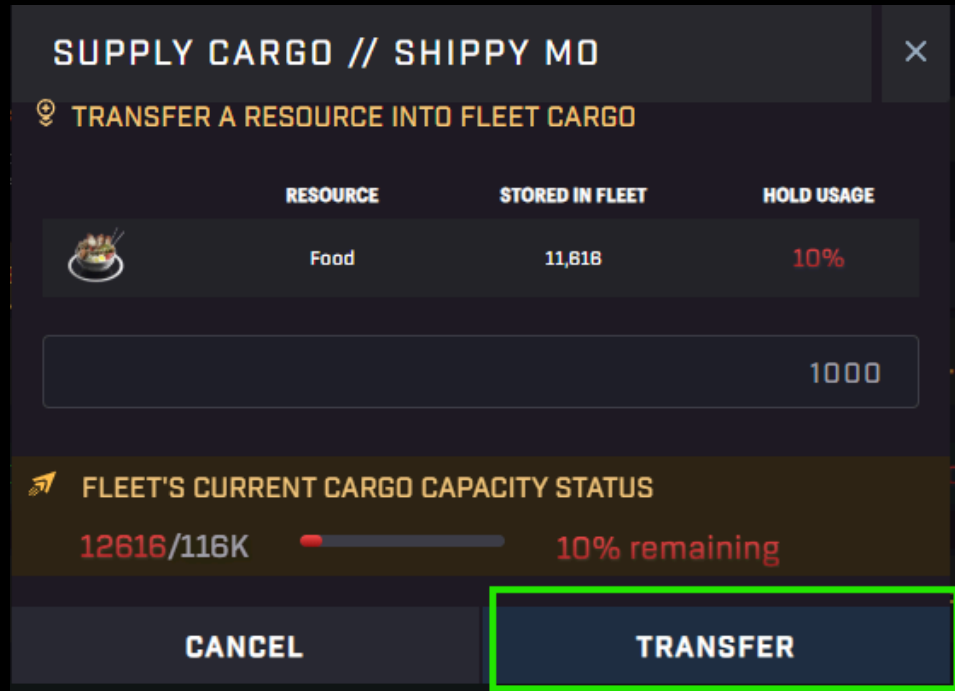 SUPPLY CARGO // SHIPPY MO
×
TRANSFER A RESOURCE INTO FLEET CARGO
RESOURCE STORED IN FLEET HOLD USAGE
Food 11,616 10%
1000
FLEET'S CURRENT CARGO CAPACITY STATUS
12616/116K 10% remaining
CANCEL TRANSFER